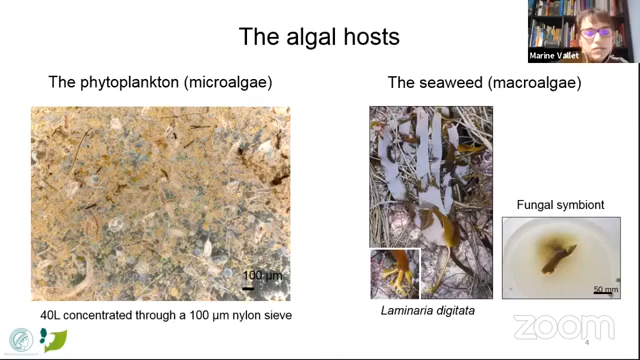 The algal hosts
Marine Vallet
The phytoplankton (microalgae)
The seaweed (macroalgae)
100 µm
40L concentrated through a 100 µm nylon sieve
Laminaria digitata
Fungal symbiont
50 mm
zoom
4